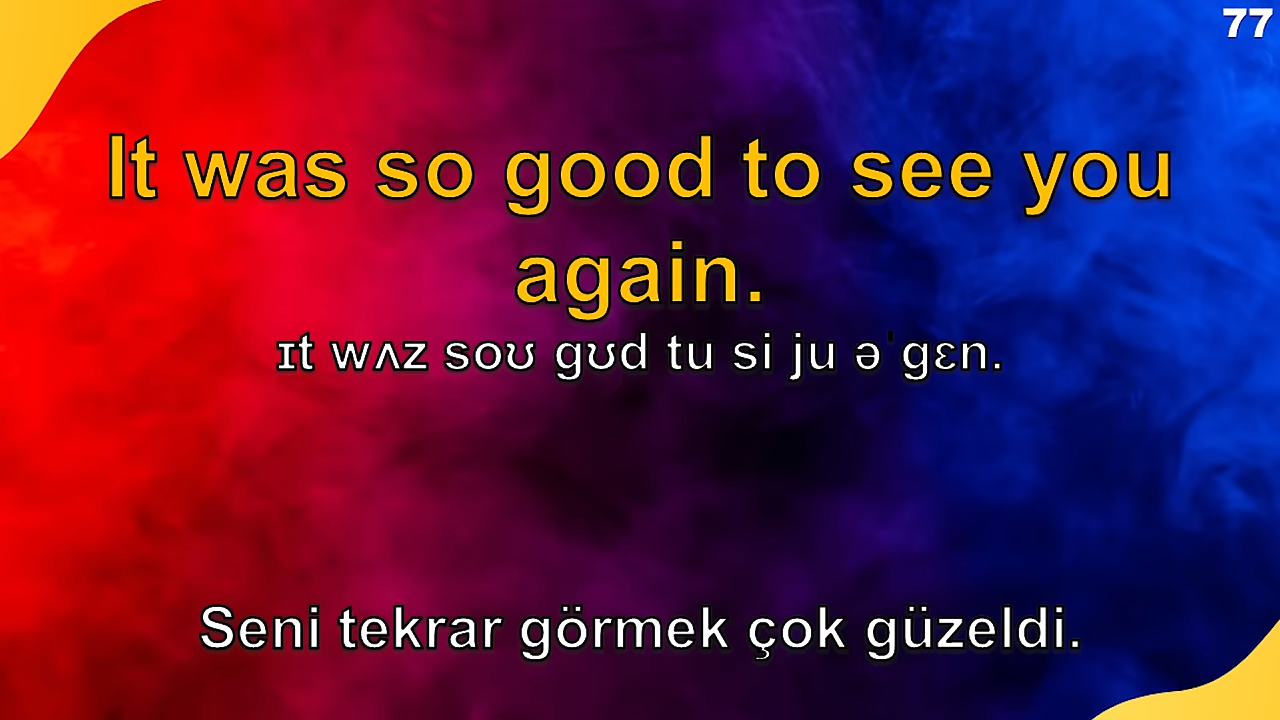 77
It was so good to see you
again.
ɪt wʌz soʊ gʊd tu si ju əˈgɛn.
Seni tekrar görmek çok güzeldi.